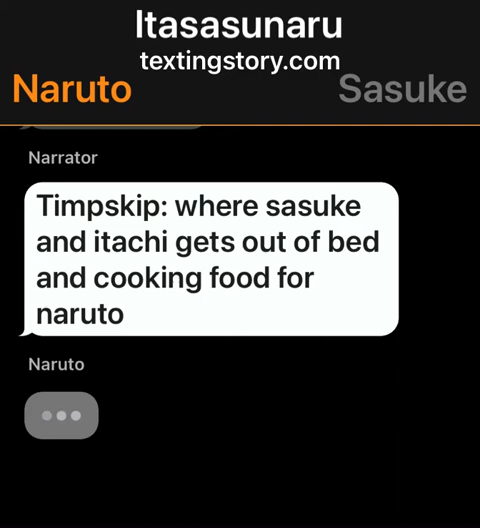 Itasasunaru
textingstory.com
Naruto
Sasuke
Narrator
Timpskip: where sasuke
and itachi gets out of bed
and cooking food for
naruto
Naruto